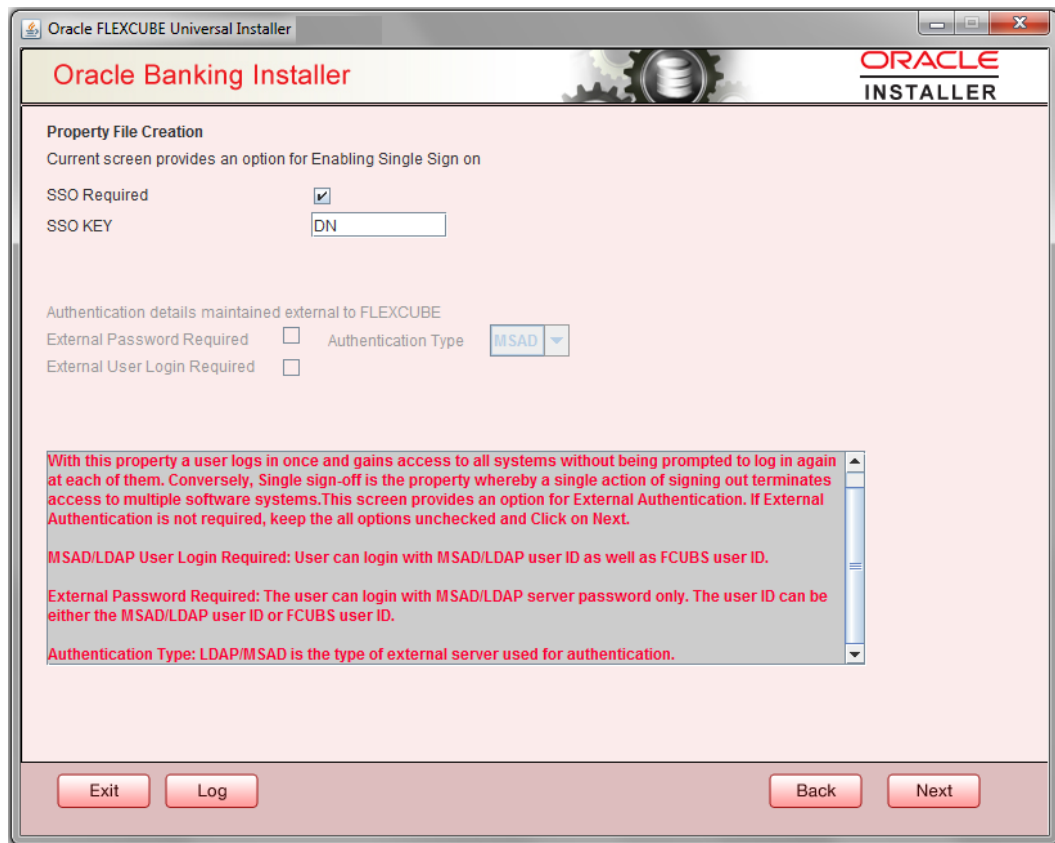 Oracle FLEXCUBE Universal Installer
Oracle Banking Installer
ORACLE
INSTALLER
Property File Creation
Current screen provides an option for Enabling Single Sign on
SSO Required
SSO KEY DN
Authentication details maintained external to FLEXCUBE
External Password Required Authentication Type MSAD
External User Login Required
With this property a user logs in once and gains access to all systems without being prompted to log in again
at each of them. Conversely, Single sign-off is the property whereby a single action of signing out terminates
access to multiple software systems.This screen provides an option for External Authentication. If External
Authentication is not required, keep the all options unchecked and Click on Next.
MSAD/LDAP User Login Required: User can login with MSAD/LDAP user ID as well as FCUBS user ID.
External Password Required: The user can login with MSAD/LDAP server password only. The user ID can be
either the MSAD/LDAP user ID or FCUBS user ID.
Authentication Type: LDAP/MSAD is the type of external server used for authentication.
Exit Log Back Next